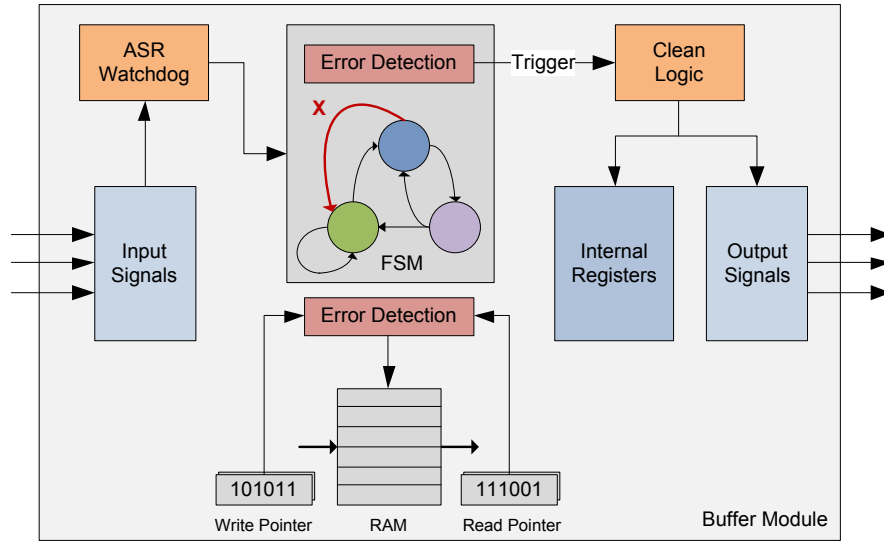 ASR
Watchdog
Error Detection
Trigger
Clean
Logic
X
Input
Signals
FSM
Internal
Registers
Output
Signals
Error Detection
101011
111001
Write Pointer
RAM
Read Pointer
Buffer Module